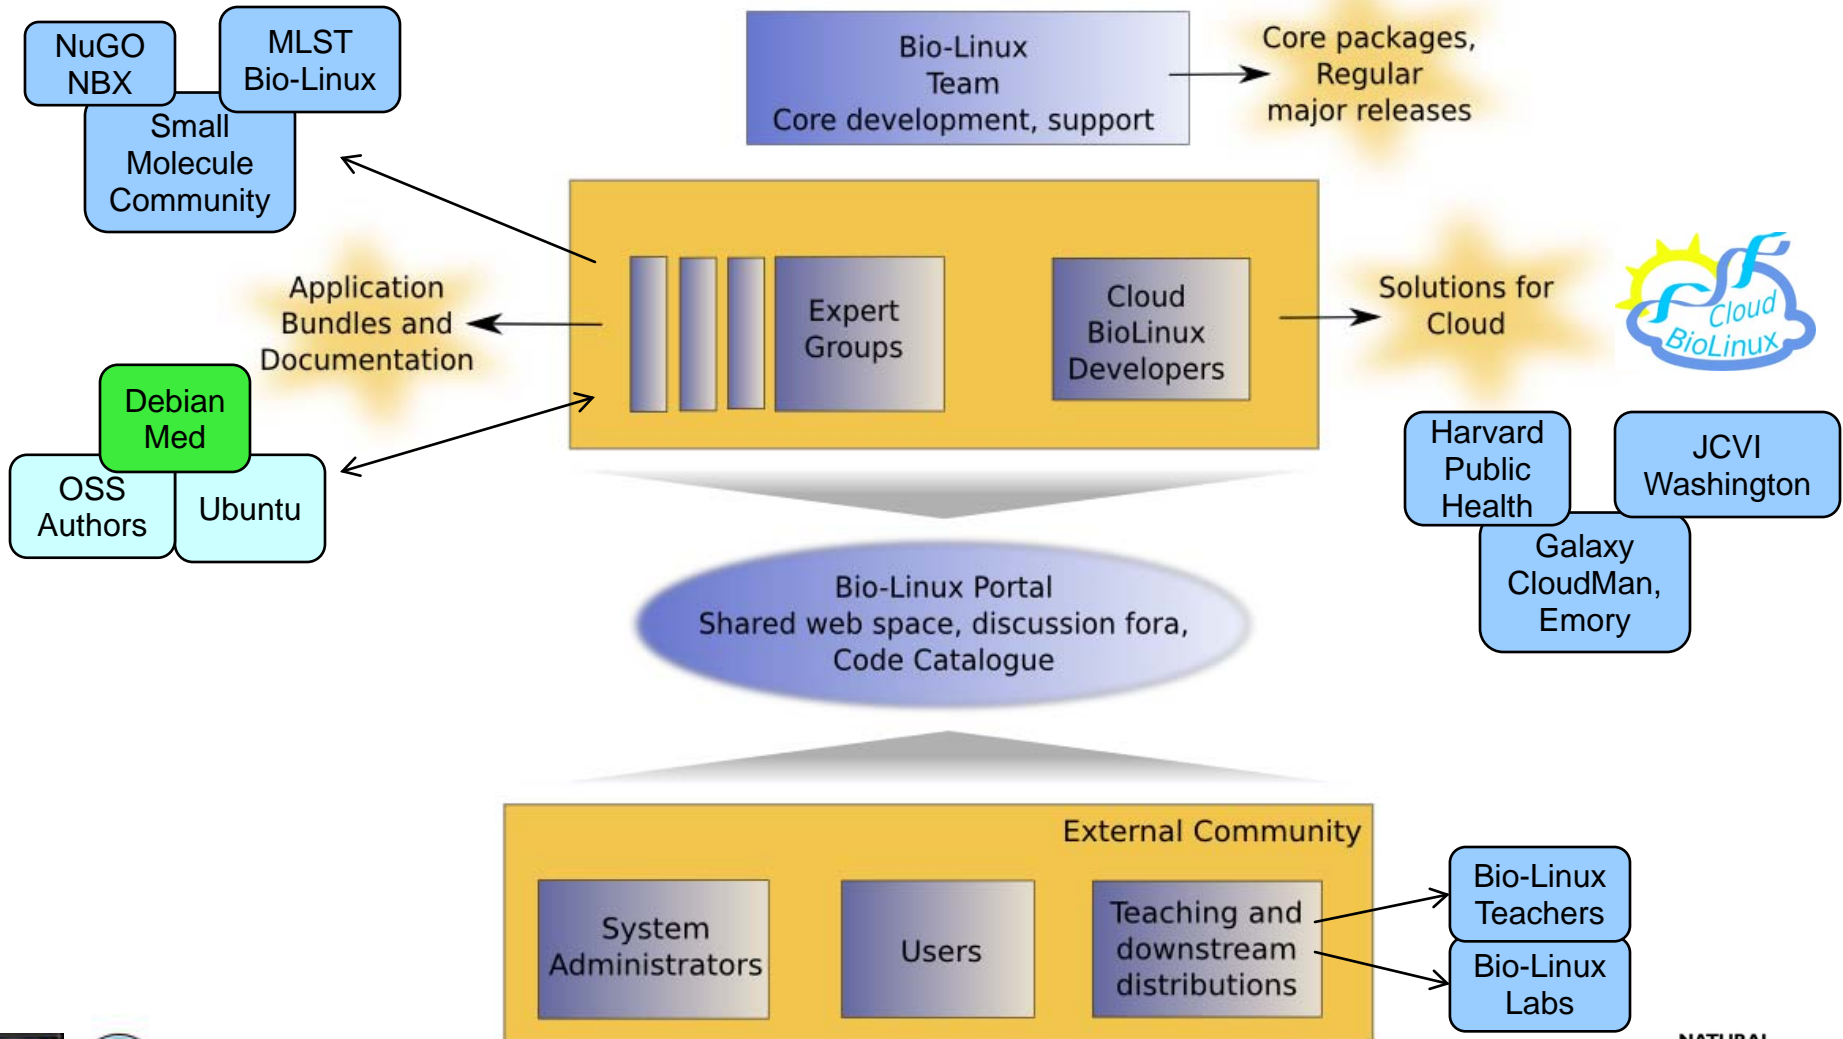 NuGO
NBX
MLST
Bio-Linux
Small
Molecule
Community
Bio-Linux
Team
Core development, support
Core packages,
Regular
major releases
Application
Bundles and
Documentation
Expert
Groups
Cloud
BioLinux
Developers
Solutions for
Cloud
Cloud
BioLinux
Debian
Med
OSS
Authors
Ubuntu
Harvard
Public
Health
JCVI
Washington
Galaxy
CloudMan,
Emory
Bio-Linux Portal
Shared web space, discussion fora,
Code Catalogue
External Community
System
Administrators
Users
Teaching and
downstream
distributions
Bio-Linux
Teachers
Bio-Linux
Labs
NATURAL